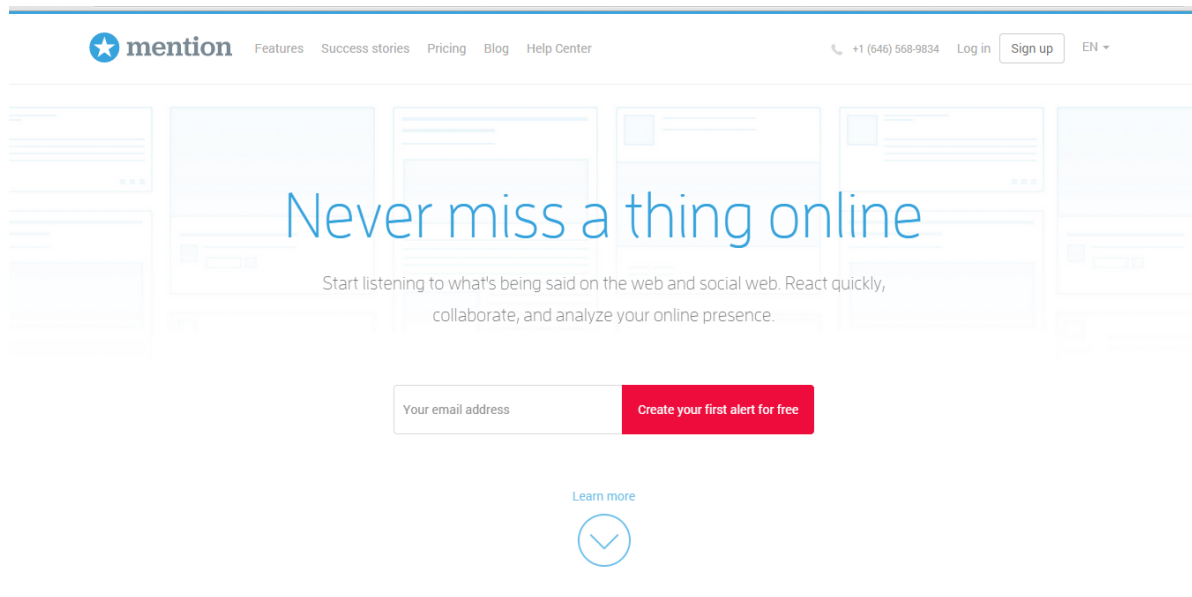 mention Features Success stories Pricing Blog Help Center +1 (646) 568-9834 Log in Sign up EN
Never miss a thing online
Start listening to what's being said on the web and social web. React quickly,
collaborate, and analyze your online presence.
Your email address Create your first alert for free
Learn more